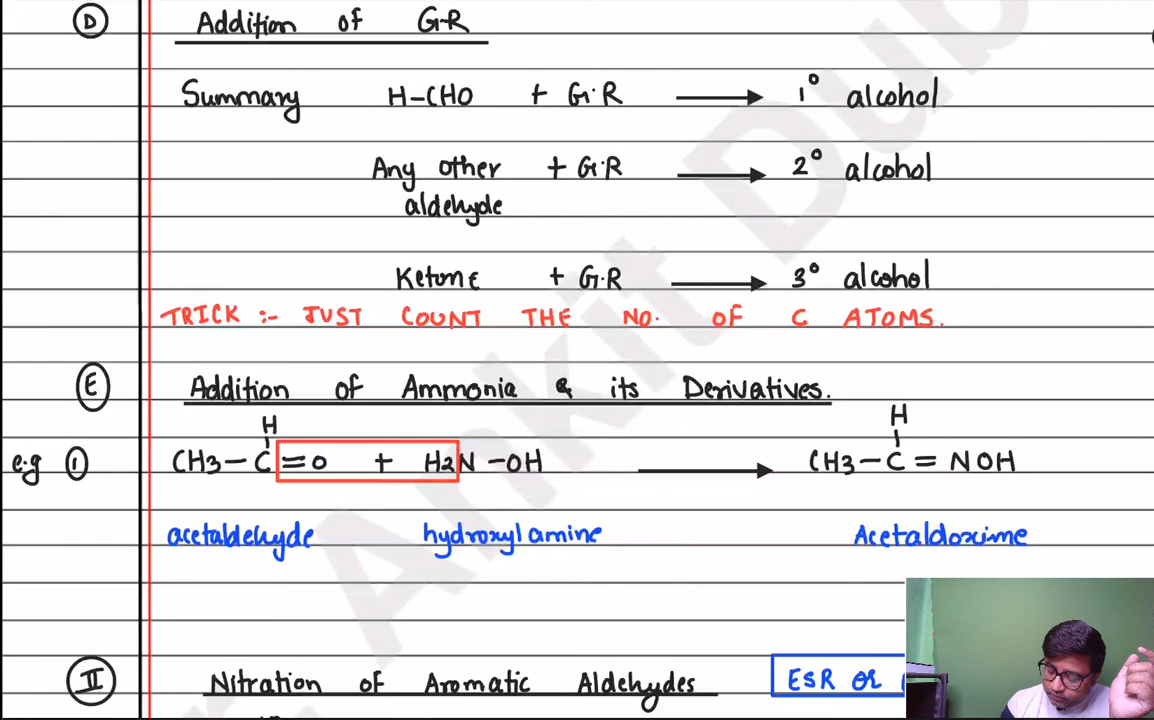 D Addition of G·R
Summary H-CHO + G·R ⟶ 1° alcohol
Any other + G·R ⟶ 2° alcohol
aldehyde
Ketone + G·R ⟶ 3° alcohol
TRICK :- JUST COUNT THE NO. OF C ATOMS.
E Addition of Ammonia & its Derivatives.
H H
e.g ① CH3-C=O + H2N-OH ⟶ CH3-C=NOH
acetaldehyde hydroxylamine Acetaldoxime
II Nitration of Aromatic Aldehydes ESR or
Ankit Dub